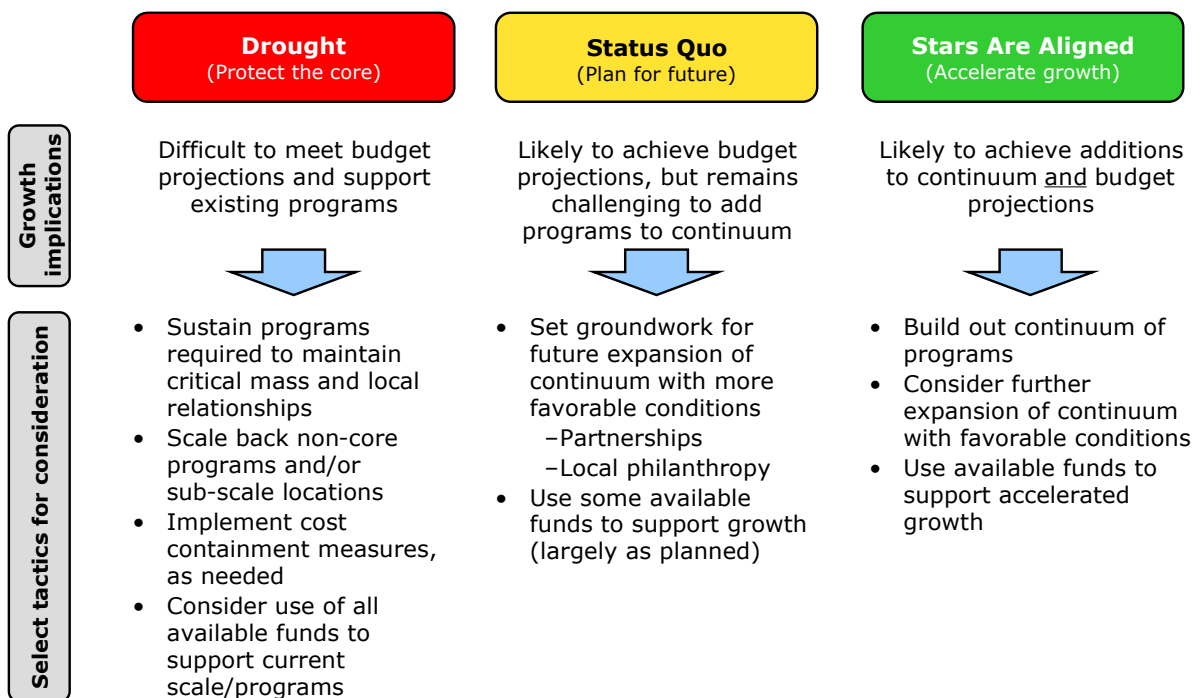 Drought
(Protect the core)
Status Quo
(Plan for future)
Stars Are Aligned
(Accelerate growth)
Growth
implications
Difficult to meet budget
projections and support
existing programs
Likely to achieve budget
projections, but remains
challenging to add
programs to continuum
Likely to achieve additions
to continuum and budget
projections
Select tactics for consideration
• Sustain programs
required to maintain
critical mass and local
relationships
• Scale back non-core
programs and/or
sub-scale locations
• Implement cost
containment measures,
as needed
• Consider use of all
available funds to
support current
scale/programs
• Set groundwork for
future expansion of
continuum with more
favorable conditions
–Partnerships
–Local philanthropy
• Use some available
funds to support growth
(largely as planned)
• Build out continuum of
programs
• Consider further
expansion of continuum
with favorable conditions
• Use available funds to
support accelerated
growth